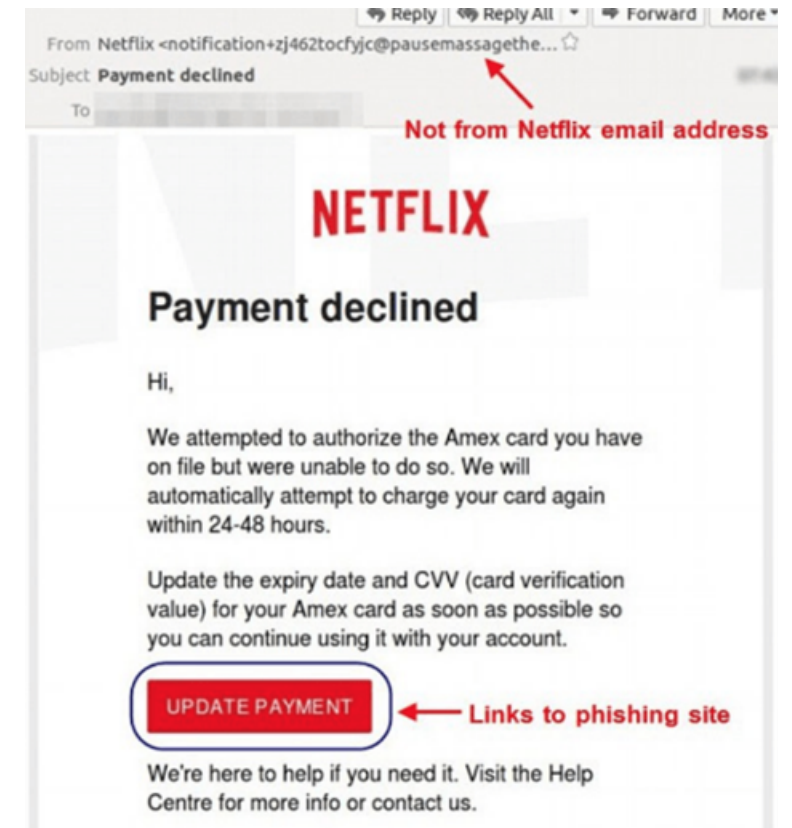 Reply Reply All Forward More
From Netflix <notification+zj462tocfyjc@pausemassagethe...
Subject Payment declined
To
Not from Netflix email address
NETFLIX
Payment declined
Hi,
We attempted to authorize the Amex card you have
on file but were unable to do so. We will
automatically attempt to charge your card again
within 24-48 hours.
Update the expiry date and CVV (card verification
value) for your Amex card as soon as possible so
you can continue using it with your account.
UPDATE PAYMENT
Links to phishing site
We're here to help if you need it. Visit the Help
Centre for more info or contact us.